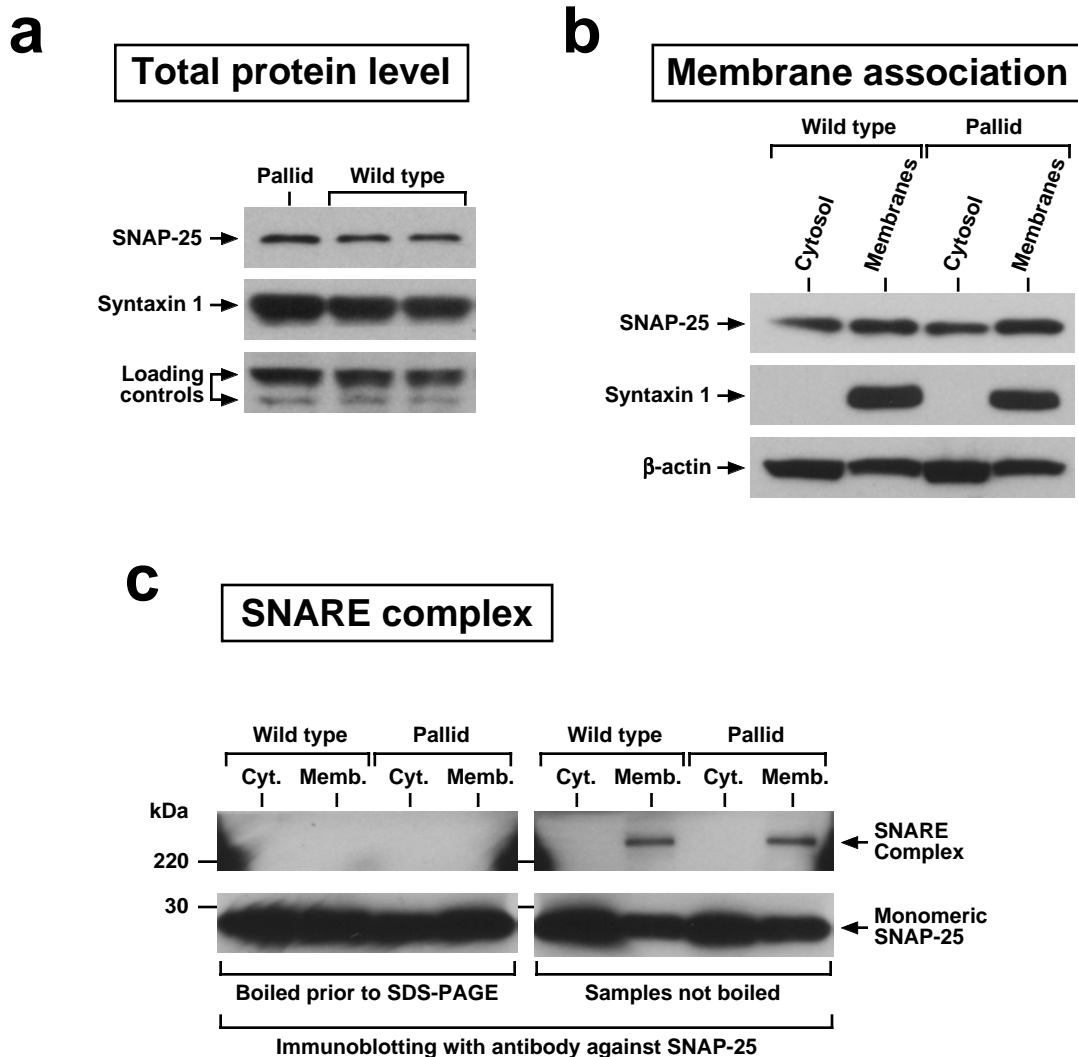 a
Total protein level
Pallid Wild type
SNAP-25
Syntaxin 1
Loading
controls
b
Membrane association
Wild type Pallid
Cytosol Membranes Cytosol Membranes
SNAP-25
Syntaxin 1
β-actin
c
SNARE complex
Wild type Pallid Wild type Pallid
Cyt. Memb. Cyt. Memb. Cyt. Memb. Cyt. Memb.
kDa
220
SNARE
Complex
30
Monomeric
SNAP-25
Boiled prior to SDS-PAGE Samples not boiled
Immunoblotting with antibody against SNAP-25